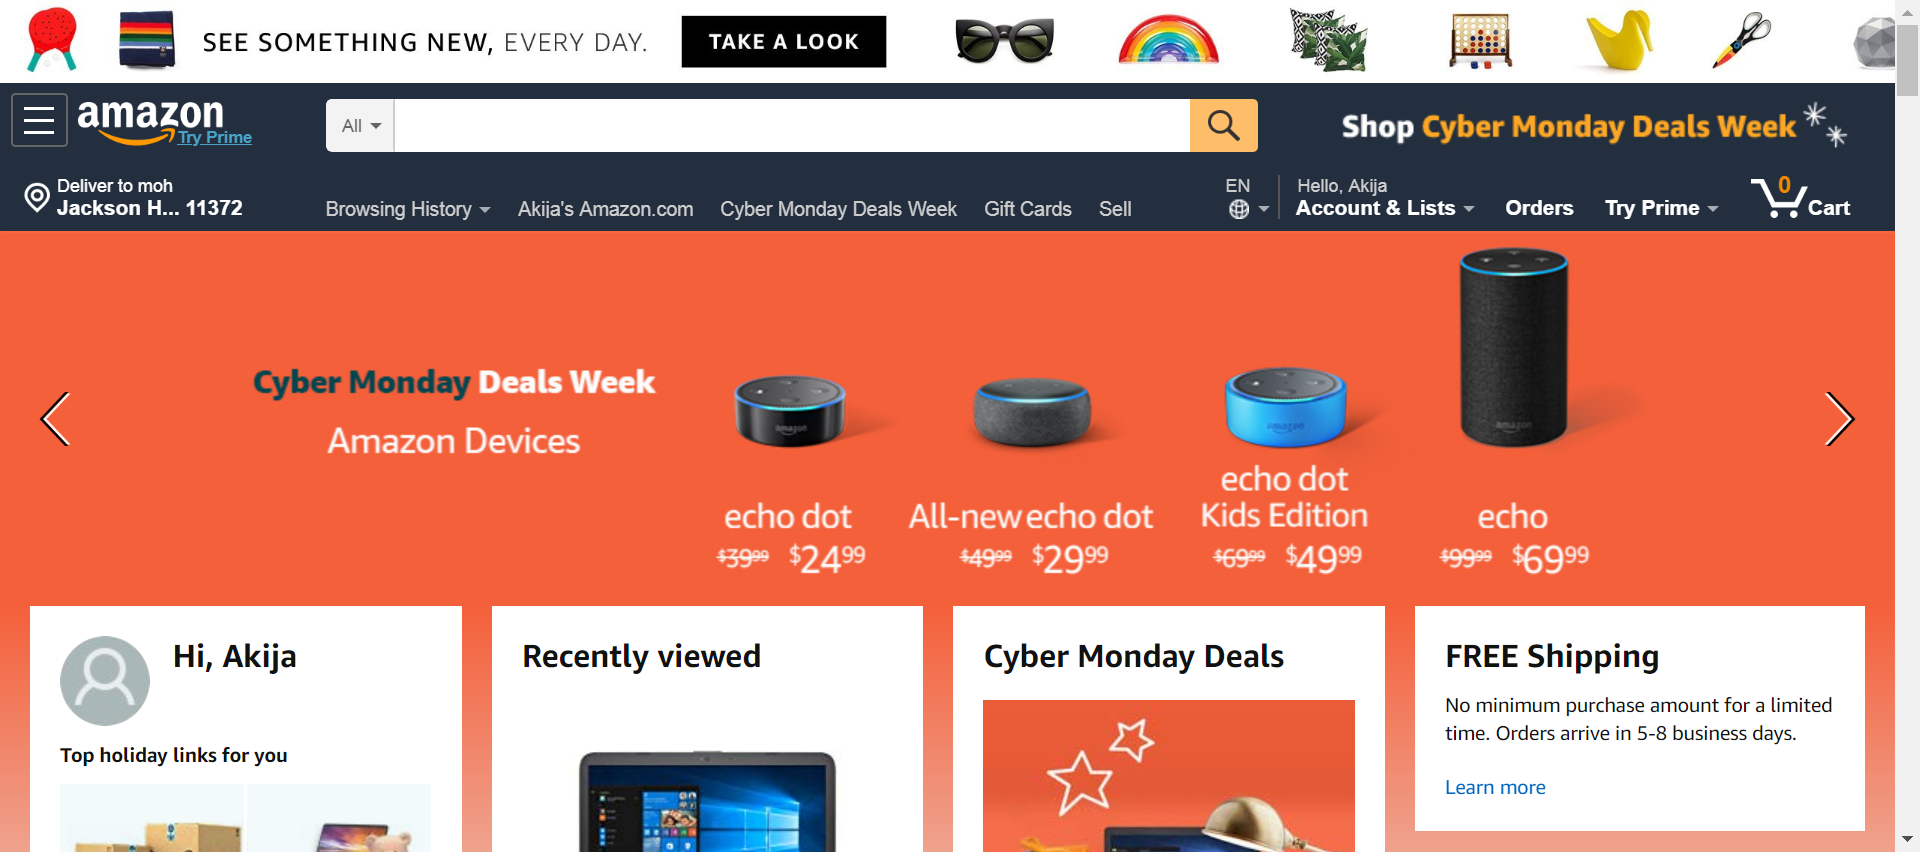 SEE SOMETHING NEW, EVERY DAY.
TAKE A LOOK
amazon
Try Prime
All
Shop Cyber Monday Deals Week
Deliver to moh
Jackson H... 11372
Browsing History
Akija's Amazon.com
Cyber Monday Deals Week
Gift Cards
Sell
EN
Hello, Akija
Account & Lists
Orders
Try Prime
0
Cart
Cyber Monday Deals Week
Amazon Devices
amazon
amazon
amazon
echo dot
$39.99 $24.99
All-new echo dot
$49.99 $29.99
echo dot
Kids Edition
$69.99 $49.99
echo
$99.99 $69.99
Hi, Akija
Top holiday links for you
Recently viewed
Cyber Monday Deals
FREE Shipping
No minimum purchase amount for a limited
time. Orders arrive in 5-8 business days.
Learn more